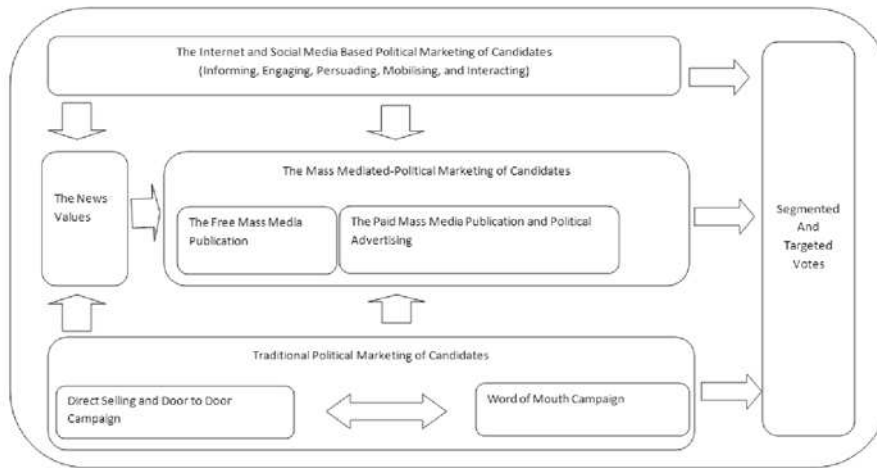 The Internet and Social Media Based Political Marketing of Candidates
(Informing, Engaging, Persuading, Mobilising, and Interacting)
The News
Values
The Mass Mediated-Political Marketing of Candidates
The Free Mass Media
Publication
The Paid Mass Media Publication and Political
Advertising
Segmented
And
Targeted
Votes
Traditional Political Marketing of Candidates
Direct Selling and Door to Door
Campaign
Word of Mouth Campaign